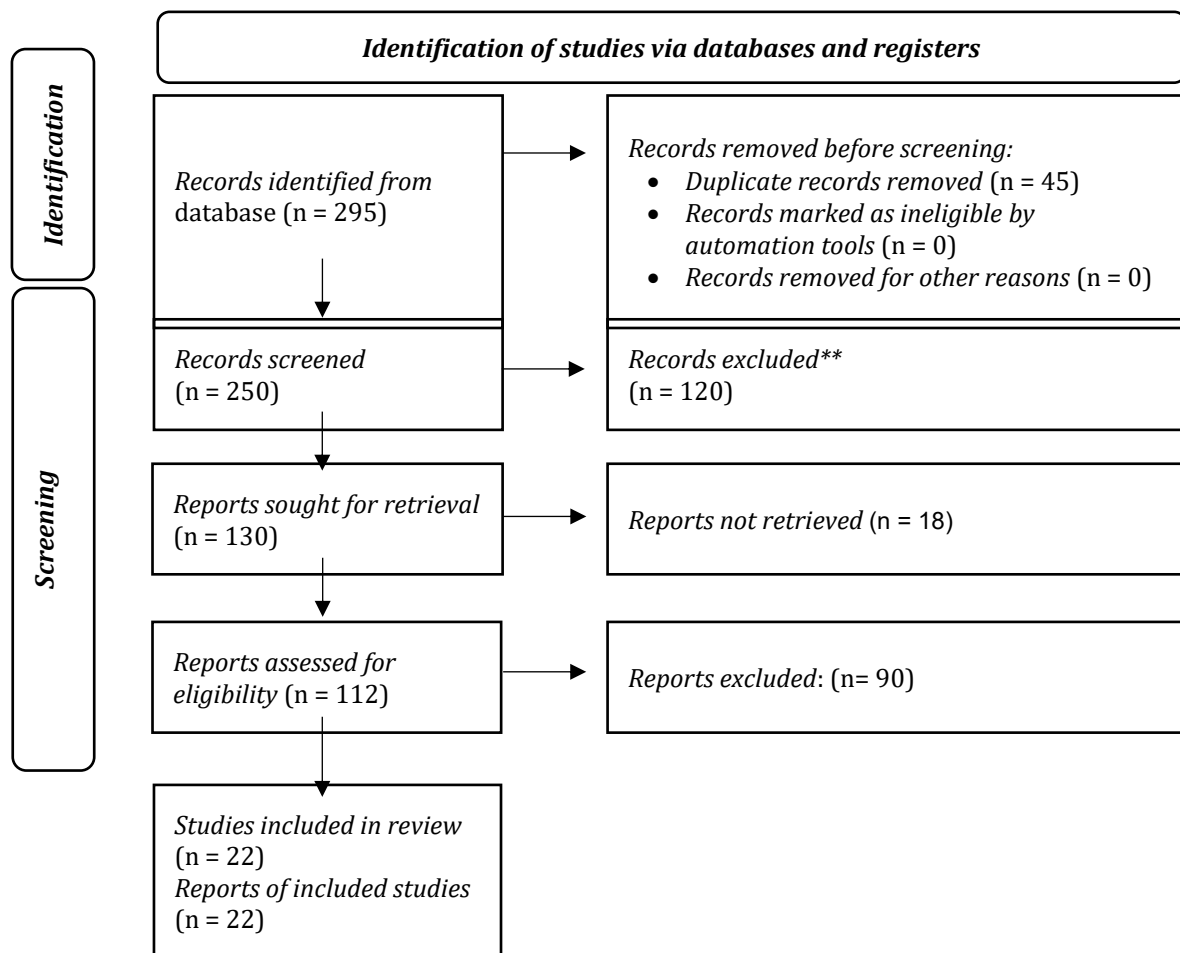 Identification of studies via databases and registers
Identification
Records identified from
database (n = 295)
Records removed before screening:
• Duplicate records removed (n = 45)
• Records marked as ineligible by
automation tools (n = 0)
• Records removed for other reasons (n = 0)
Screening
Records screened
(n = 250)
Records excluded**
(n = 120)
Reports sought for retrieval
(n = 130)
Reports not retrieved (n = 18)
Reports assessed for
eligibility (n = 112)
Reports excluded: (n= 90)
Studies included in review
(n = 22)
Reports of included studies
(n = 22)